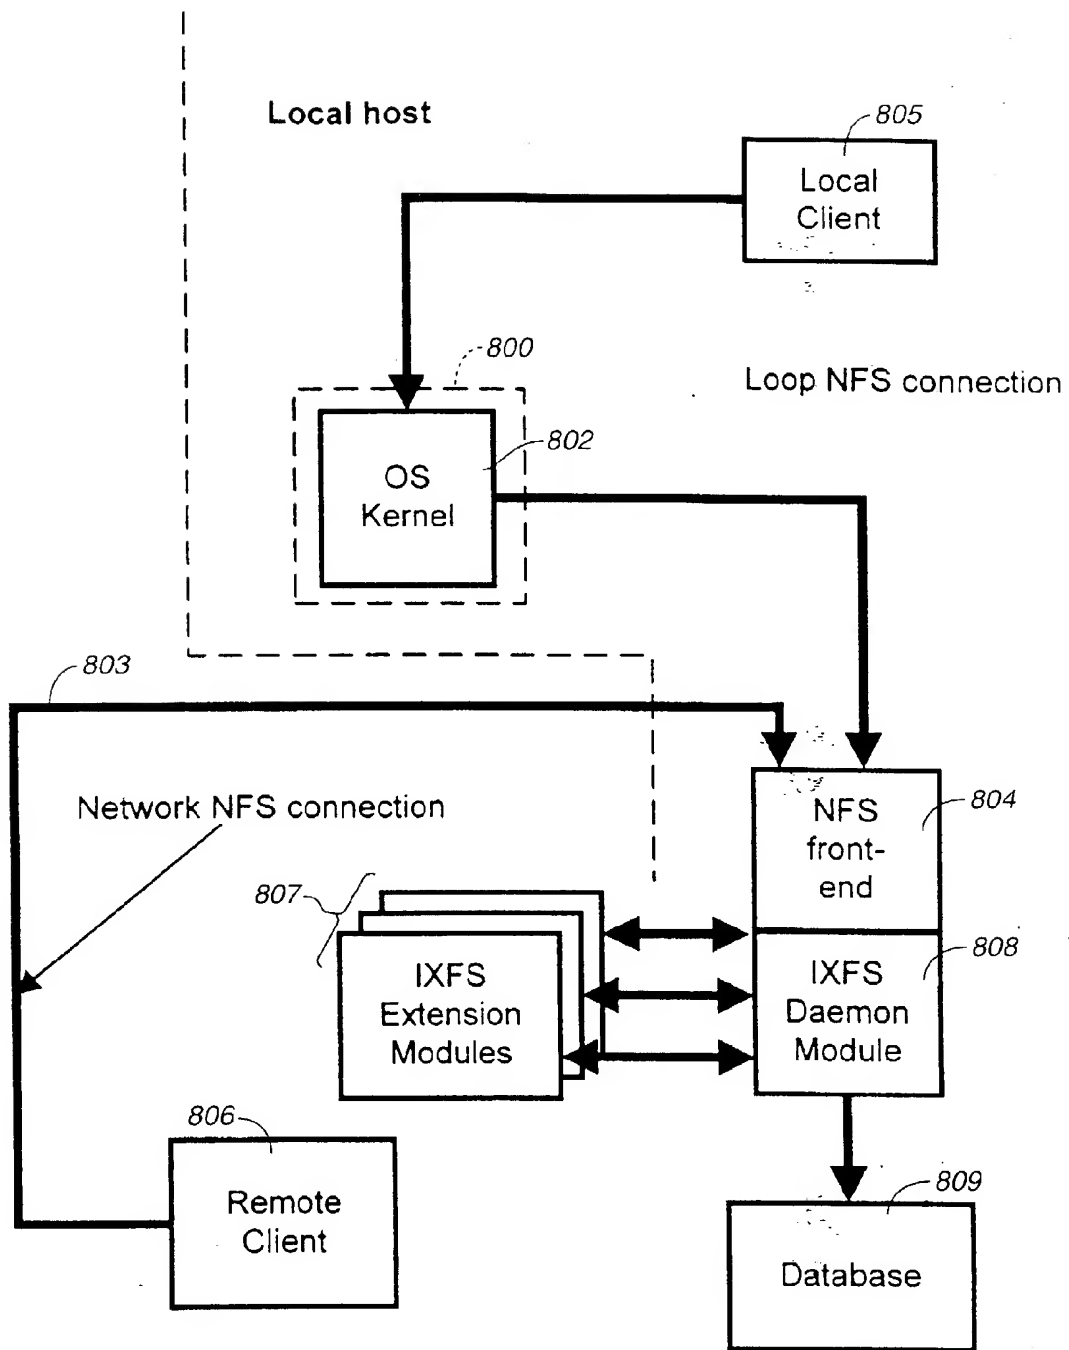 Local host
805
Local
Client
800
Loop NFS connection
802
OS
Kernel
803
Network NFS connection
804
NFS
front-
end
807
808
IXFS
Extension
Modules
IXFS
Daemon
Module
806
Remote
Client
809
Database